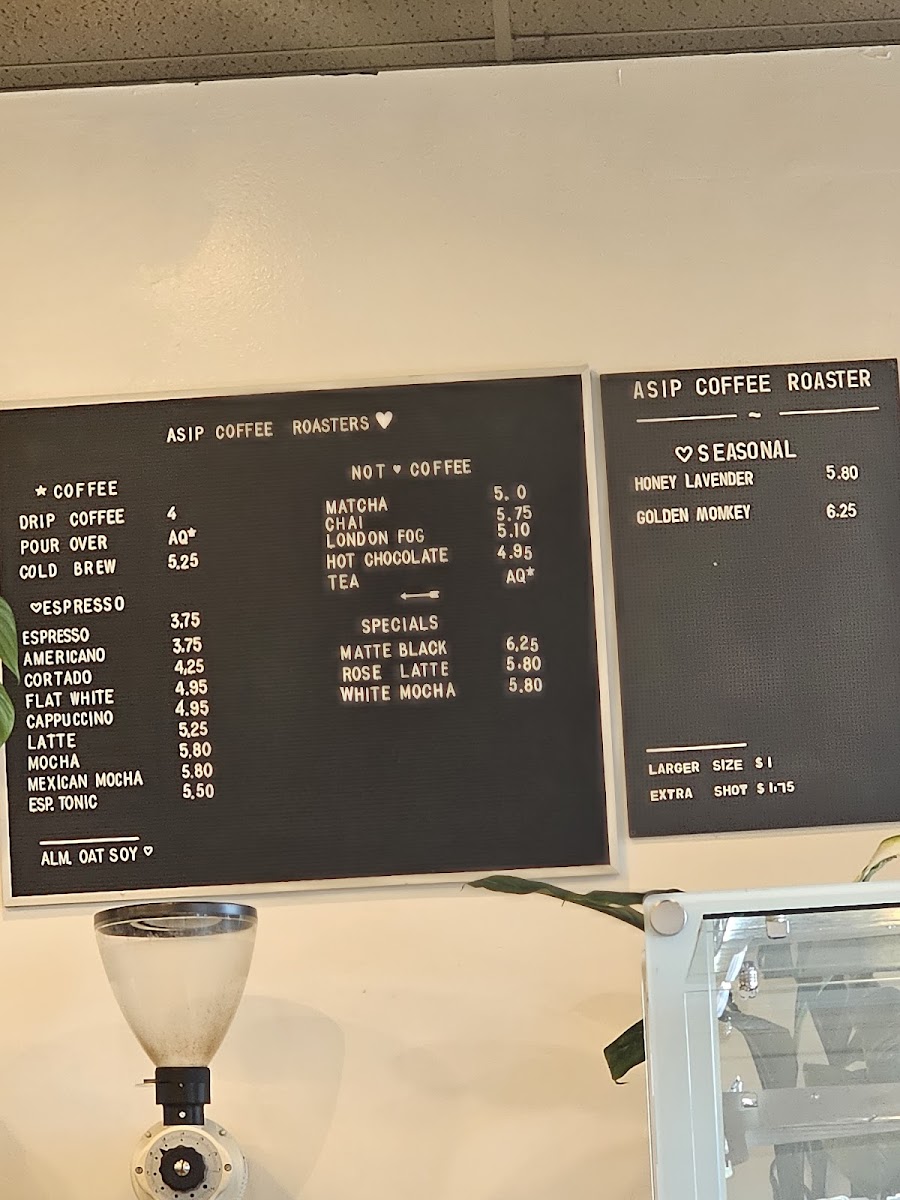 ASIP COFFEE ROASTERS ♥
★ COFFEE
DRIP COFFEE 4
POUR OVER AQ*
COLD BREW 5.25
♡ESPRESSO
ESPRESSO 3.75
AMERICANO 3.75
CORTADO 4,25
FLAT WHITE 4.95
CAPPUCCINO 4.95
LATTE 5,25
MOCHA 5,80
MEXICAN MOCHA 5.80
ESP. TONIC 5,50
ALM. OAT SOY ♡
NOT ♥ COFFEE
MATCHA 5. 0
CHAI 5.75
LONDON FOG 5.10
HOT CHOCOLATE 4.95
TEA AQ*
SPECIALS
MATTE BLACK 6,25
ROSE LATTE 5.80
WHITE MOCHA 5.80
ASIP COFFEE ROASTER
~
♡SEASONAL
HONEY LAVENDER 5.80
GOLDEN MONKEY 6.25
LARGER SIZE $1
EXTRA SHOT $1.75